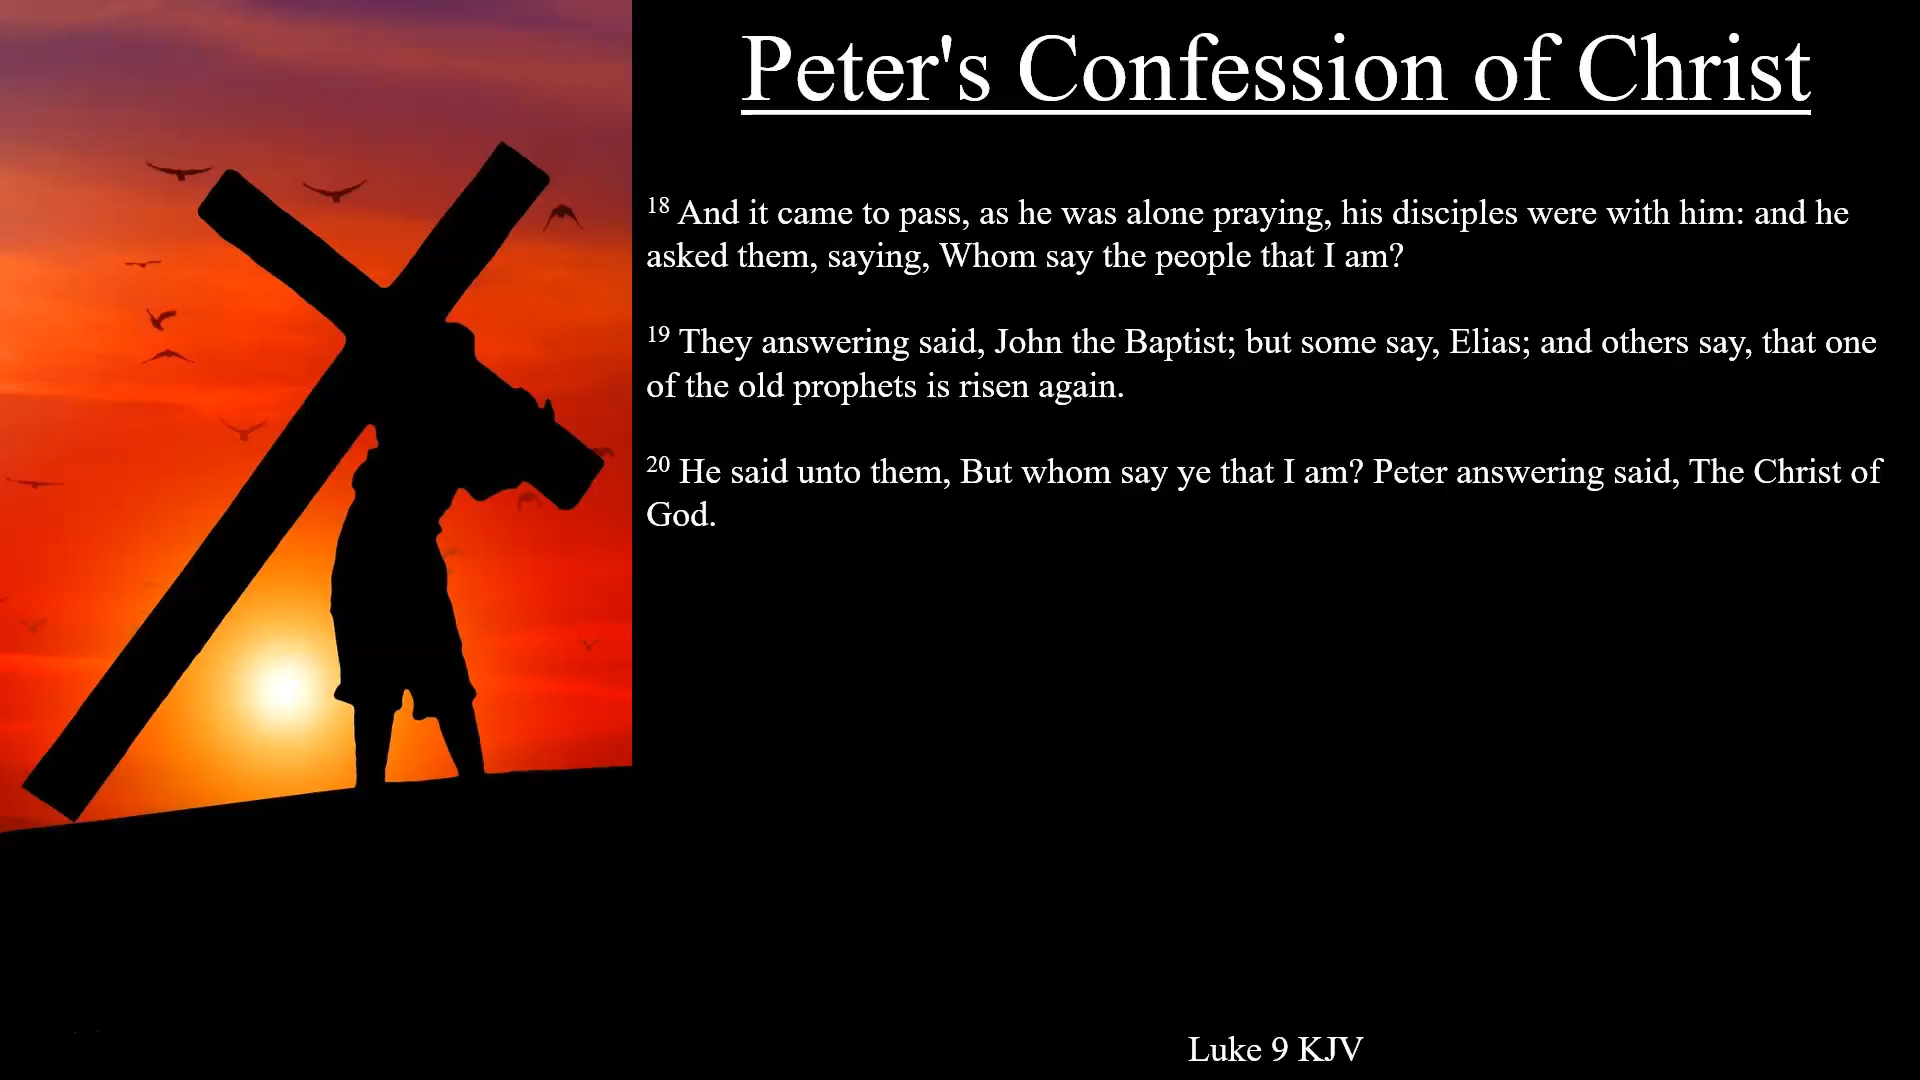 Peter's Confession of Christ
18 And it came to pass, as he was alone praying, his disciples were with him: and he
asked them, saying, Whom say the people that I am?
19 They answering said, John the Baptist; but some say, Elias; and others say, that one
of the old prophets is risen again.
20 He said unto them, But whom say ye that I am? Peter answering said, The Christ of
God.
Luke 9 KJV